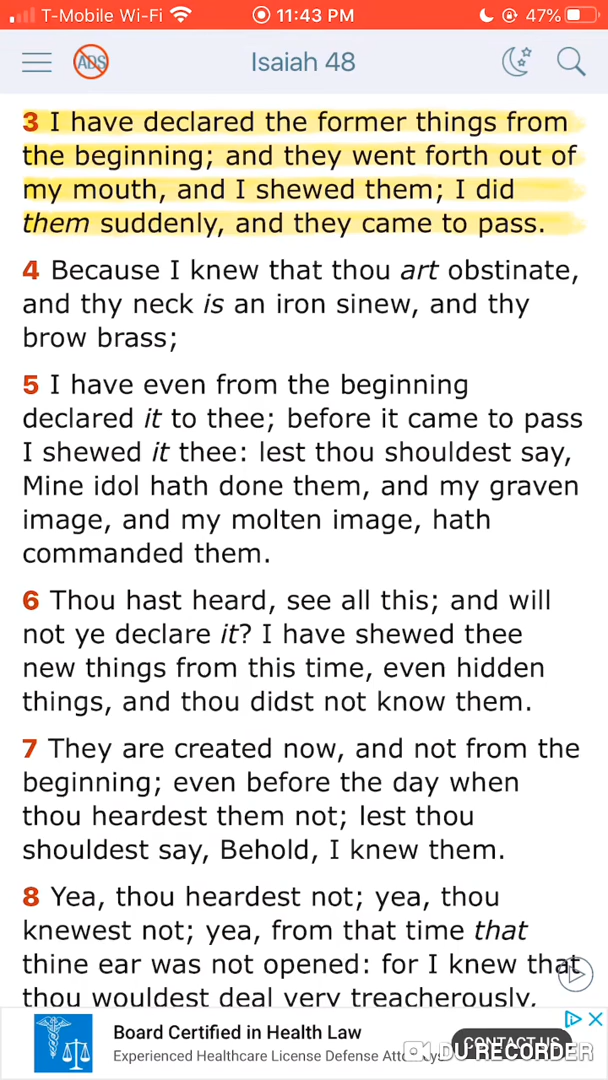 T-Mobile Wi-Fi 11:43 PM 47%
ADS Isaiah 48
3 I have declared the former things from
the beginning; and they went forth out of
my mouth, and I shewed them; I did
them suddenly, and they came to pass.
4 Because I knew that thou art obstinate,
and thy neck is an iron sinew, and thy
brow brass;
5 I have even from the beginning
declared it to thee; before it came to pass
I shewed it thee: lest thou shouldest say,
Mine idol hath done them, and my graven
image, and my molten image, hath
commanded them.
6 Thou hast heard, see all this; and will
not ye declare it? I have shewed thee
new things from this time, even hidden
things, and thou didst not know them.
7 They are created now, and not from the
beginning; even before the day when
thou heardest them not; lest thou
shouldest say, Behold, I knew them.
8 Yea, thou heardest not; yea, thou
knewest not; yea, from that time that
thine ear was not opened: for I knew that
thou wouldest deal very treacherously,
Board Certified in Health Law
Experienced Healthcare License Defense
CONTACT US
DU RECORDER